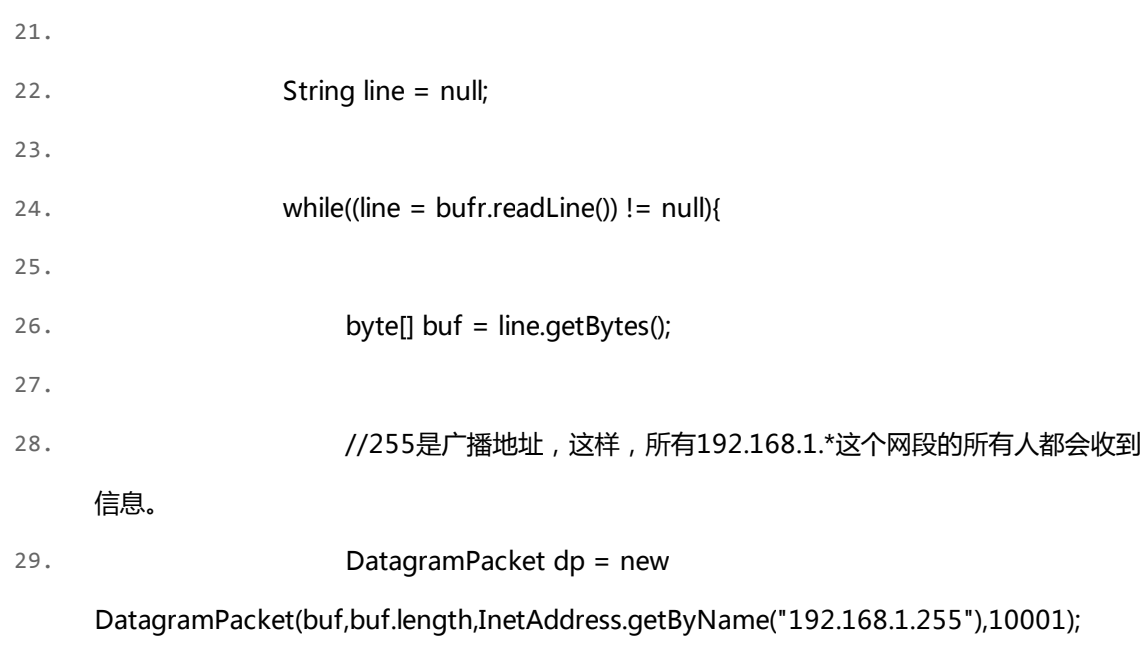 21.
22. String line = null;
23.
24. while((line = bufr.readLine()) != null){
25.
26. byte[] buf = line.getBytes();
27.
28. //255是广播地址，这样，所有192.168.1.*这个网段的所有人都会收到
信息。
29. DatagramPacket dp = new
DatagramPacket(buf,buf.length,InetAddress.getByName("192.168.1.255"),10001);